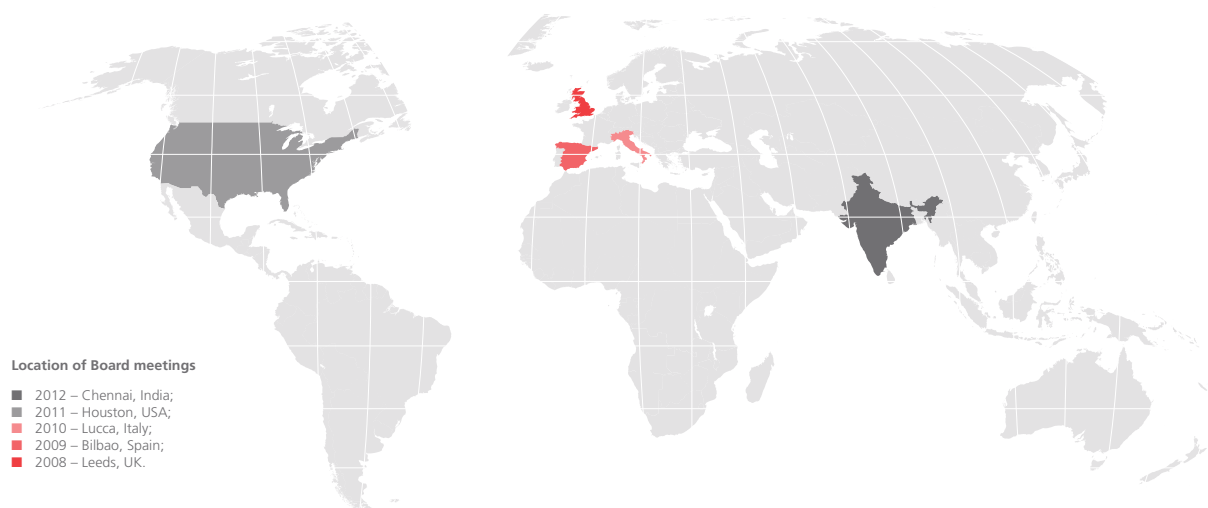 Location of Board meetings
2012 – Chennai, India;
2011 – Houston, USA;
2010 – Lucca, Italy;
2009 – Bilbao, Spain;
2008 – Leeds, UK.